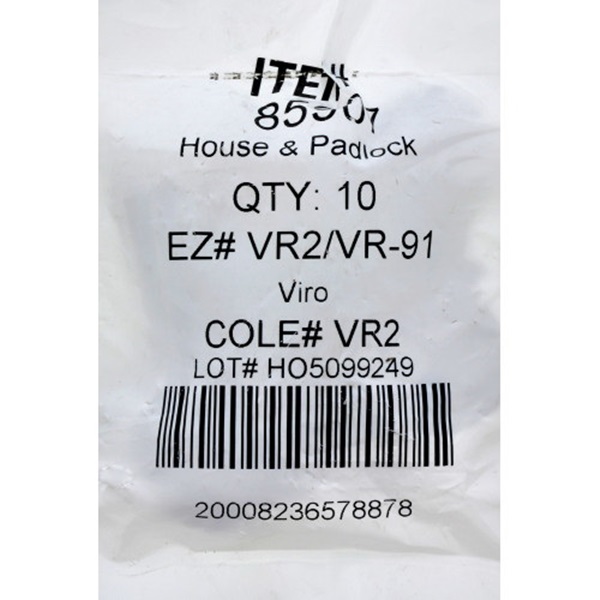 House & Padlock
QTY: 10
EZ# VR2/VR-91
Viro
COLE# VR2
LOT# HO5099249
20008236578878